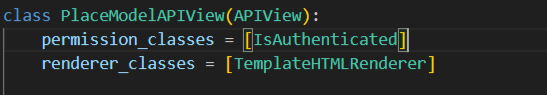 class PlaceModelAPIView(APIView):
    permission_classes = [IsAuthenticated]
    renderer_classes = [TemplateHTMLRenderer]